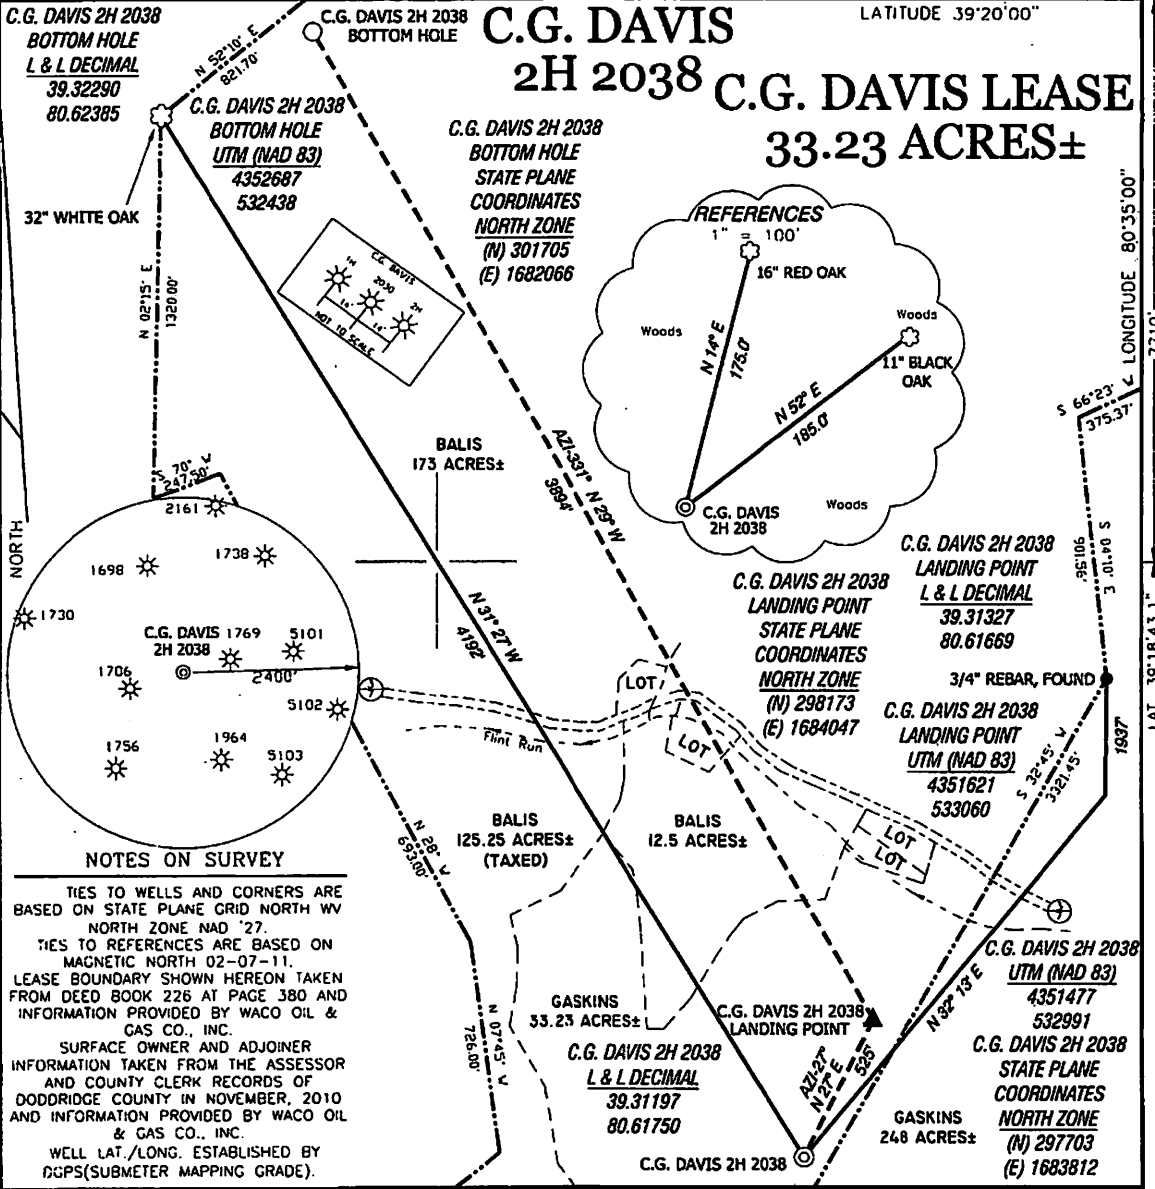 C.G. DAVIS 2H 2038
BOTTOM HOLE
L & L DECIMAL
39.32290
80.62385
C.G. DAVIS 2H 2038
BOTTOM HOLE
C.G. DAVIS
2H 2038
LATITUDE 39°20'00"
C.G. DAVIS LEASE
33.23 ACRES±
N 52°10' E
821.70'
C.G. DAVIS 2H 2038
BOTTOM HOLE
UTM (NAD 83)
4352687
532438
C.G. DAVIS 2H 2038
BOTTOM HOLE
STATE PLANE
COORDINATES
NORTH ZONE
(N) 301705
(E) 1682066
32" WHITE OAK
N 02°15' E
1320.00'
C.G. DAVIS
1H
2030
2H
14'
14'
NOT TO SCALE
REFERENCES
1" = 100'
16" RED OAK
Woods
Woods
11" BLACK
OAK
N 14° E
175.0'
N 52° E
185.0'
C.G. DAVIS
2H 2038
Woods
LONGITUDE 80°35'00" W
S 66°23' W
375.37'
S 04°10' E
901.56'
BALIS
173 ACRES±
AZI-331° N 29° W
3894'
S 70° W
247.50'
NORTH
2161
1698
1738
1730
C.G. DAVIS
2H 2038
1769
5101
2400'
1706
5102
1756
1964
5103
N 31° 27' W
4192'
C.G. DAVIS 2H 2038
LANDING POINT
STATE PLANE
COORDINATES
NORTH ZONE
(N) 298173
(E) 1684047
C.G. DAVIS 2H 2038
LANDING POINT
L & L DECIMAL
39.31327
80.61669
3/4" REBAR, FOUND
C.G. DAVIS 2H 2038
LANDING POINT
UTM (NAD 83)
4351621
533060
LAT. 39°18'43.1"
1937'
S 32°45' W
3321.45'
LOT
LOT
Flint Run
LOT
LOT
BALIS
125.25 ACRES±
(TAXED)
BALIS
12.5 ACRES±
N 28° W
693.00'
N 07°45' W
726.00'
NOTES ON SURVEY
TIES TO WELLS AND CORNERS ARE
BASED ON STATE PLANE GRID NORTH WV
NORTH ZONE NAD '27.
TIES TO REFERENCES ARE BASED ON
MAGNETIC NORTH 02-07-11.
LEASE BOUNDARY SHOWN HEREON TAKEN
FROM DEED BOOK 226 AT PAGE 380 AND
INFORMATION PROVIDED BY WACO OIL &
GAS CO., INC.
SURFACE OWNER AND ADJOINER
INFORMATION TAKEN FROM THE ASSESSOR
AND COUNTY CLERK RECORDS OF
DODDRIDGE COUNTY IN NOVEMBER, 2010
AND INFORMATION PROVIDED BY WACO OIL
& GAS CO., INC.
WELL LAT./LONG. ESTABLISHED BY
DGPS(SUBMETER MAPPING GRADE).
GASKINS
33.23 ACRES±
C.G. DAVIS 2H 2038
LANDING POINT
C.G. DAVIS 2H 2038
L & L DECIMAL
39.31197
80.61750
AZI-27°
N 27° E
525'
N 32° 13' E
C.G. DAVIS 2H 2038
UTM (NAD 83)
4351477
532991
C.G. DAVIS 2H 2038
STATE PLANE
COORDINATES
NORTH ZONE
(N) 297703
(E) 1683812
GASKINS
248 ACRES±
C.G. DAVIS 2H 2038